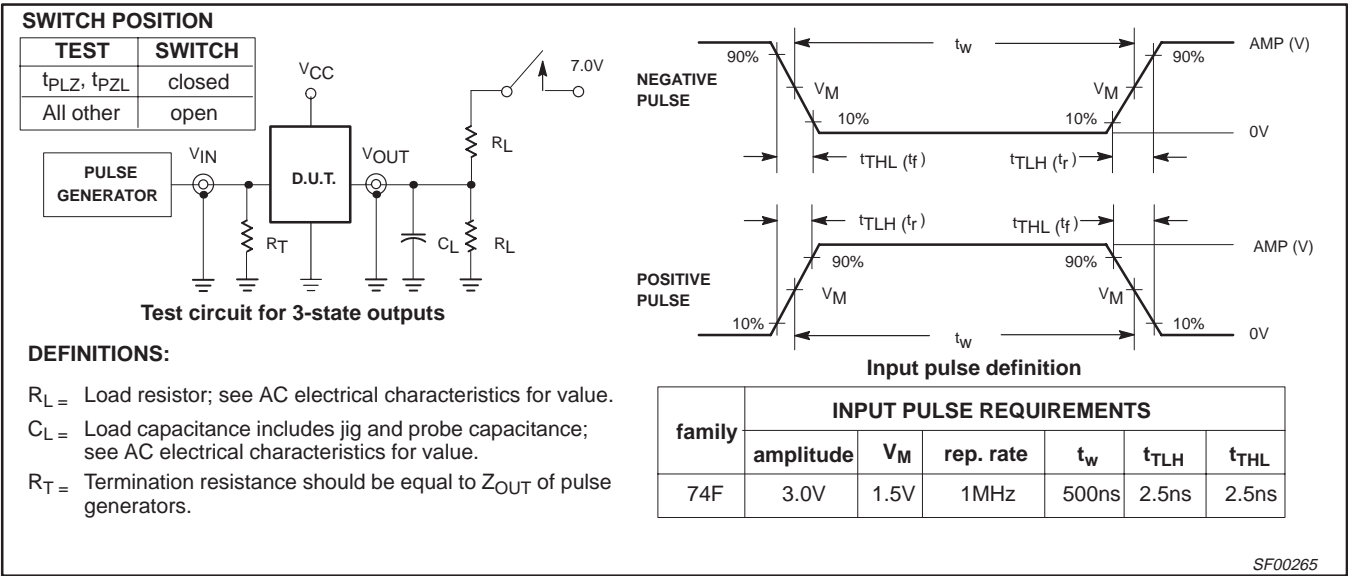 SWITCH POSITION
TEST SWITCH
tPLZ, tPZL closed
All other open
VCC
7.0V
RL
VIN
VOUT
PULSE
GENERATOR
D.U.T.
RT
CL
RL
Test circuit for 3-state outputs
DEFINITIONS:
RL = Load resistor; see AC electrical characteristics for value.
CL = Load capacitance includes jig and probe capacitance;
see AC electrical characteristics for value.
RT = Termination resistance should be equal to ZOUT of pulse
generators.
NEGATIVE
PULSE
90%
tw
90%
AMP (V)
VM
VM
10%
10%
0V
tTHL (tf)
tTLH (tr)
tTLH (tr)
tTHL (tf)
AMP (V)
POSITIVE
PULSE
90%
90%
VM
VM
10%
tw
10%
0V
Input pulse definition
family
INPUT PULSE REQUIREMENTS
amplitude VM rep. rate tw tTLH tTHL
74F 3.0V 1.5V 1MHz 500ns 2.5ns 2.5ns
SF00265